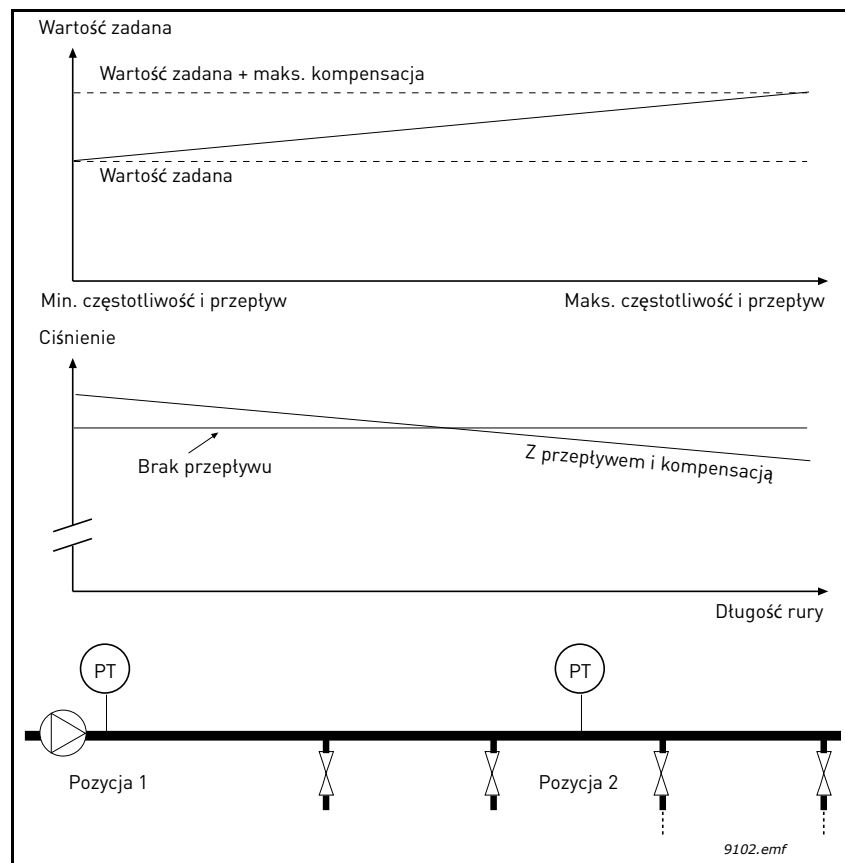 Wartość zadana
Wartość zadana + maks. kompensacja
Wartość zadana
Min. częstotliwość i przepływ
Maks. częstotliwość i przepływ
Ciśnienie
Brak przepływu
Z przepływem i kompensacją
Długość rury
PT
PT
Pozycja 1
Pozycja 2
9102.emf